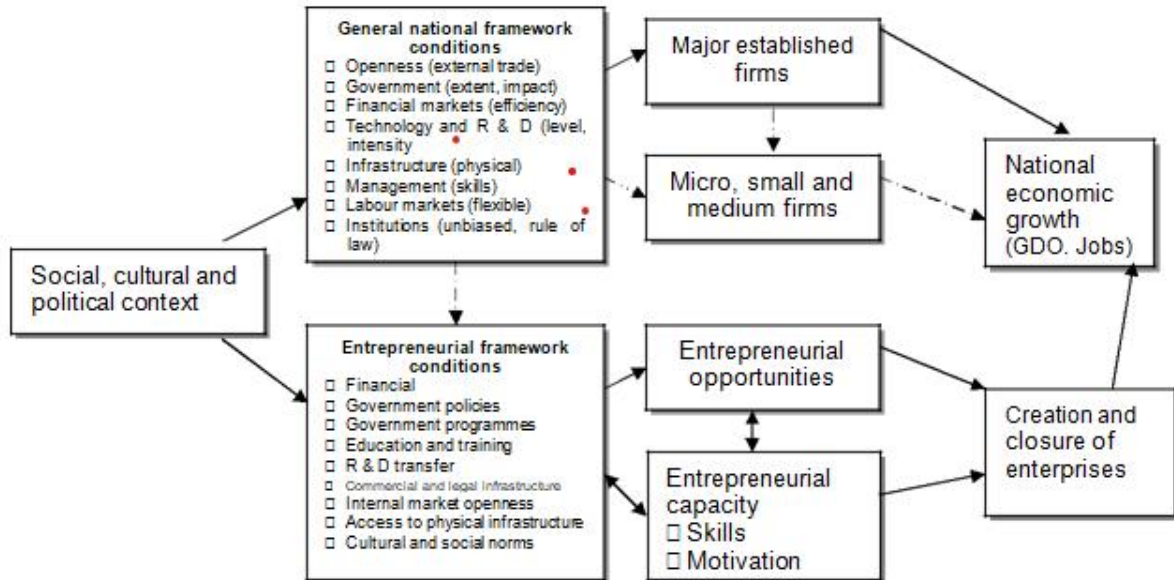 Social, cultural and
political context
General national framework
conditions
□ Openness (external trade)
□ Government (extent, impact)
□ Financial markets (efficiency)
□ Technology and R & D (level,
intensity
□ Infrastructure (physical)
□ Management (skills)
□ Labour markets (flexible)
□ Institutions (unbiased, rule of
law)
Entrepreneurial framework
conditions
□ Financial
□ Government policies
□ Government programmes
□ Education and training
□ R & D transfer
□ Commercial and legal infrastructure
□ Internal market openness
□ Access to physical infrastructure
□ Cultural and social norms
Major established
firms
Micro, small and
medium firms
Entrepreneurial
opportunities
Entrepreneurial
capacity
□ Skills
□ Motivation
National
economic
growth
(GDO. Jobs)
Creation and
closure of
enterprises